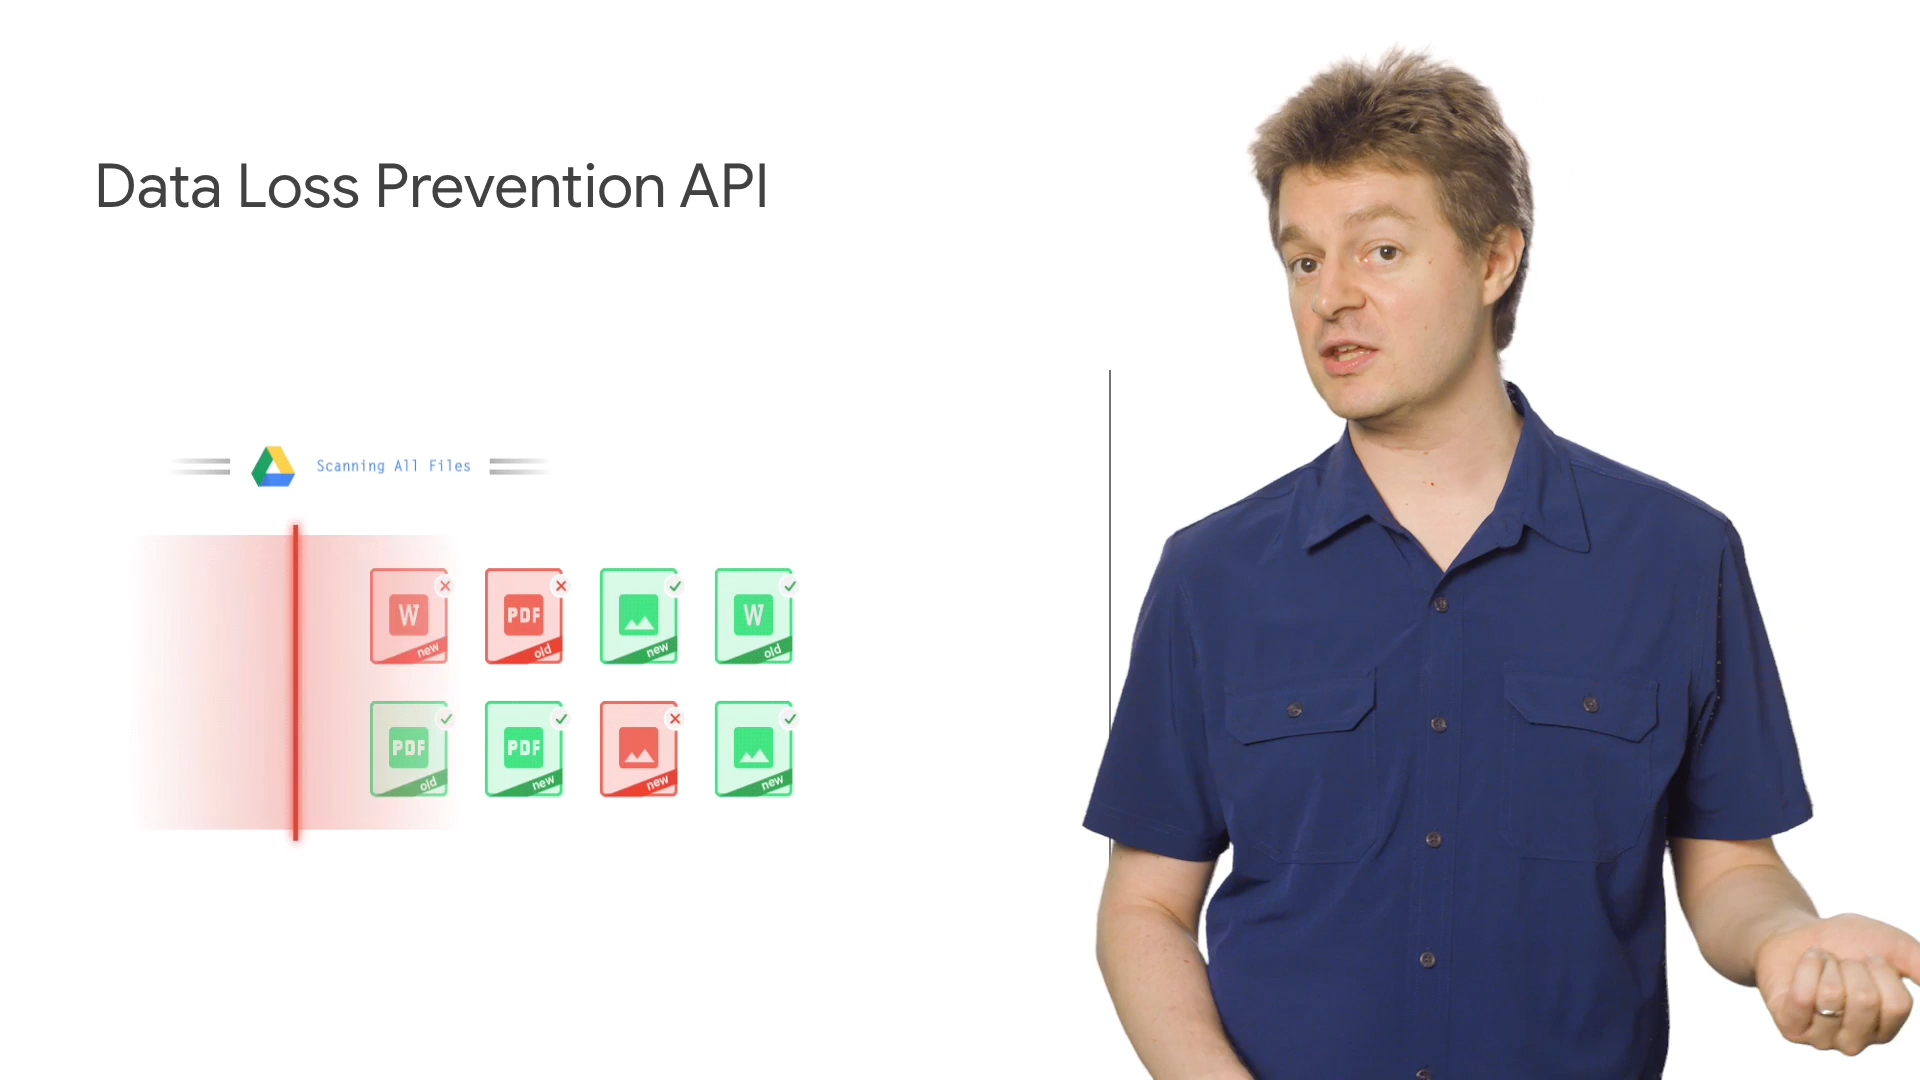 Data Loss Prevention API
Scanning All Files
W new
PDF old
new
W old
PDF old
PDF new
new
new